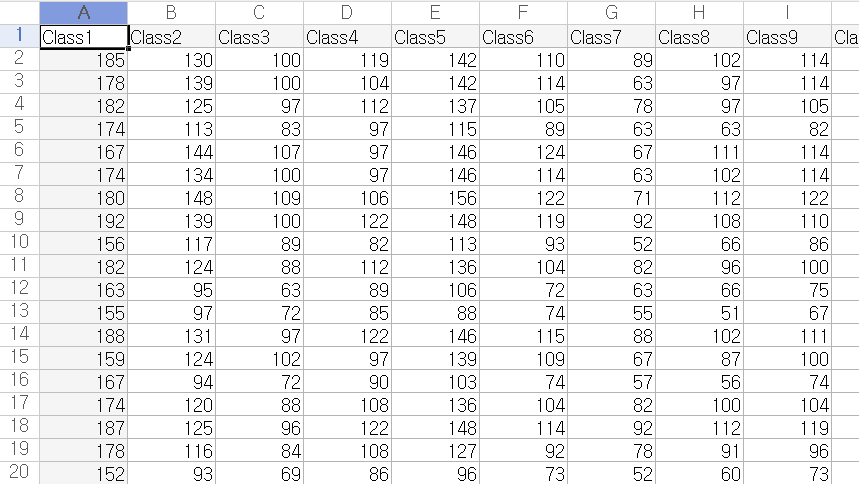 A B C D E F G H I
1 Class1 Class2 Class3 Class4 Class5 Class6 Class7 Class8 Class9 Cla
2 185 130 100 119 142 110 89 102 114
3 178 139 100 104 142 114 63 97 114
4 182 125 97 112 137 105 78 97 105
5 174 113 83 97 115 89 63 63 82
6 167 144 107 97 146 124 67 111 114
7 174 134 100 97 146 114 63 102 114
8 180 148 109 106 156 122 71 112 122
9 192 139 100 122 148 119 92 108 110
10 156 117 89 82 113 93 52 66 86
11 182 124 88 112 136 104 82 96 100
12 163 95 63 89 106 72 63 66 75
13 155 97 72 85 88 74 55 51 67
14 188 131 97 122 146 115 88 102 111
15 159 124 102 97 139 109 67 87 100
16 167 94 72 90 103 74 57 56 74
17 174 120 88 108 136 104 82 100 104
18 187 125 96 122 148 114 92 112 119
19 178 116 84 108 127 92 78 91 96
20 152 93 69 86 96 73 52 60 73